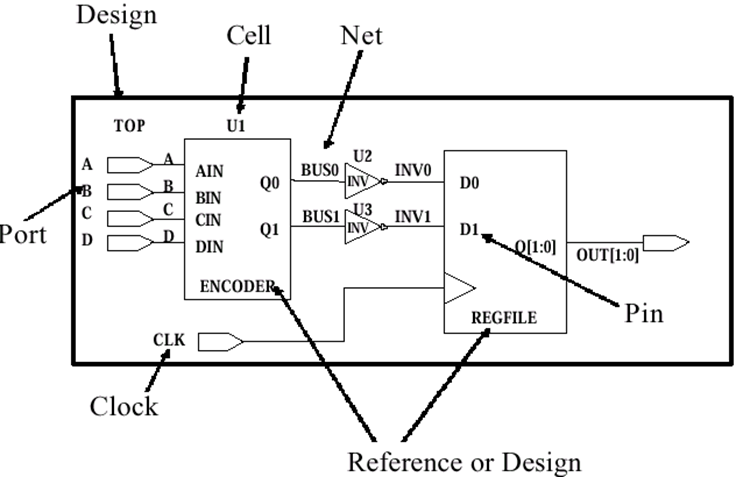 Design
Cell
Net
TOP
U1
A
A
AIN
B
B
BIN
C
C
CIN
D
D
DIN
Q0
Q1
BUS0
U2
INV
INV0
BUS1
U3
INV
INV1
D0
D1
Q[1:0]
OUT[1:0]
Port
ENCODER
REGFILE
Pin
CLK
Clock
Reference or Design